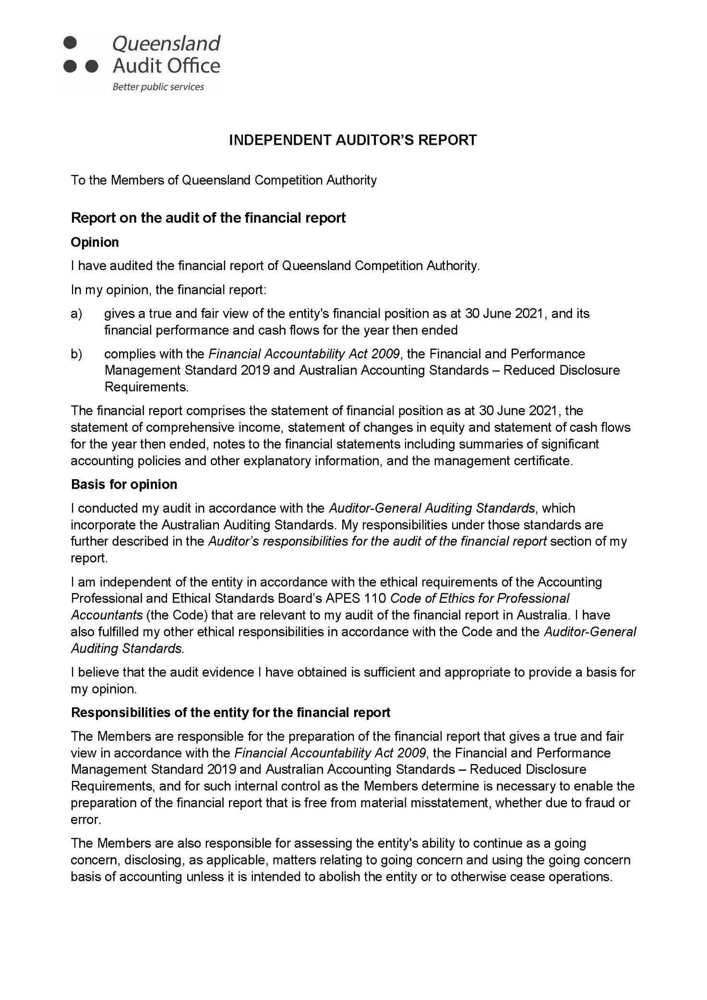 Queensland
Audit Office
Better public services
INDEPENDENT AUDITOR’S REPORT
To the Members of Queensland Competition Authority
Report on the audit of the financial report
Opinion
I have audited the financial report of Queensland Competition Authority.
In my opinion, the financial report:
a) gives a true and fair view of the entity's financial position as at 30 June 2021, and its
financial performance and cash flows for the year then ended
b) complies with the Financial Accountability Act 2009, the Financial and Performance
Management Standard 2019 and Australian Accounting Standards – Reduced Disclosure
Requirements.
The financial report comprises the statement of financial position as at 30 June 2021, the
statement of comprehensive income, statement of changes in equity and statement of cash flows
for the year then ended, notes to the financial statements including summaries of significant
accounting policies and other explanatory information, and the management certificate.
Basis for opinion
I conducted my audit in accordance with the Auditor-General Auditing Standards, which
incorporate the Australian Auditing Standards. My responsibilities under those standards are
further described in the Auditor’s responsibilities for the audit of the financial report section of my
report.
I am independent of the entity in accordance with the ethical requirements of the Accounting
Professional and Ethical Standards Board’s APES 110 Code of Ethics for Professional
Accountants (the Code) that are relevant to my audit of the financial report in Australia. I have
also fulfilled my other ethical responsibilities in accordance with the Code and the Auditor-General
Auditing Standards.
I believe that the audit evidence I have obtained is sufficient and appropriate to provide a basis for
my opinion.
Responsibilities of the entity for the financial report
The Members are responsible for the preparation of the financial report that gives a true and fair
view in accordance with the Financial Accountability Act 2009, the Financial and Performance
Management Standard 2019 and Australian Accounting Standards – Reduced Disclosure
Requirements, and for such internal control as the Members determine is necessary to enable the
preparation of the financial report that is free from material misstatement, whether due to fraud or
error.
The Members are also responsible for assessing the entity's ability to continue as a going
concern, disclosing, as applicable, matters relating to going concern and using the going concern
basis of accounting unless it is intended to abolish the entity or to otherwise cease operations.